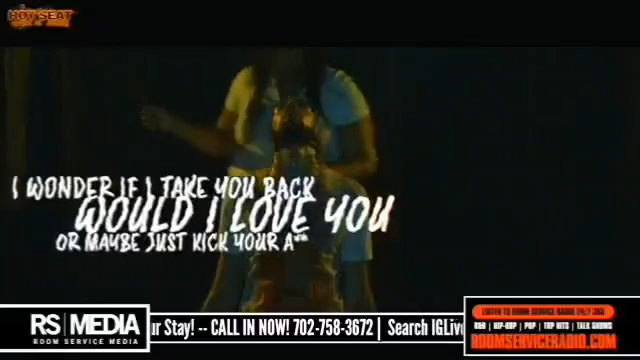 HOT SEAT
I WONDER IF I TAKE YOU BACK
WOULD I LOVE YOU
OR MAYBE JUST KICK YOUR A**
RS | MEDIA
ROOM SERVICE MEDIA
ur Stay! -- CALL IN NOW! 702-758-3672 | Search IGLive
LISTEN TO ROOM SERVICE RADIO 24/7 365
R&B | HIP-HOP | POP | TOP HITS | TALK SHOWS
ROOMSERVICERADIO.COM